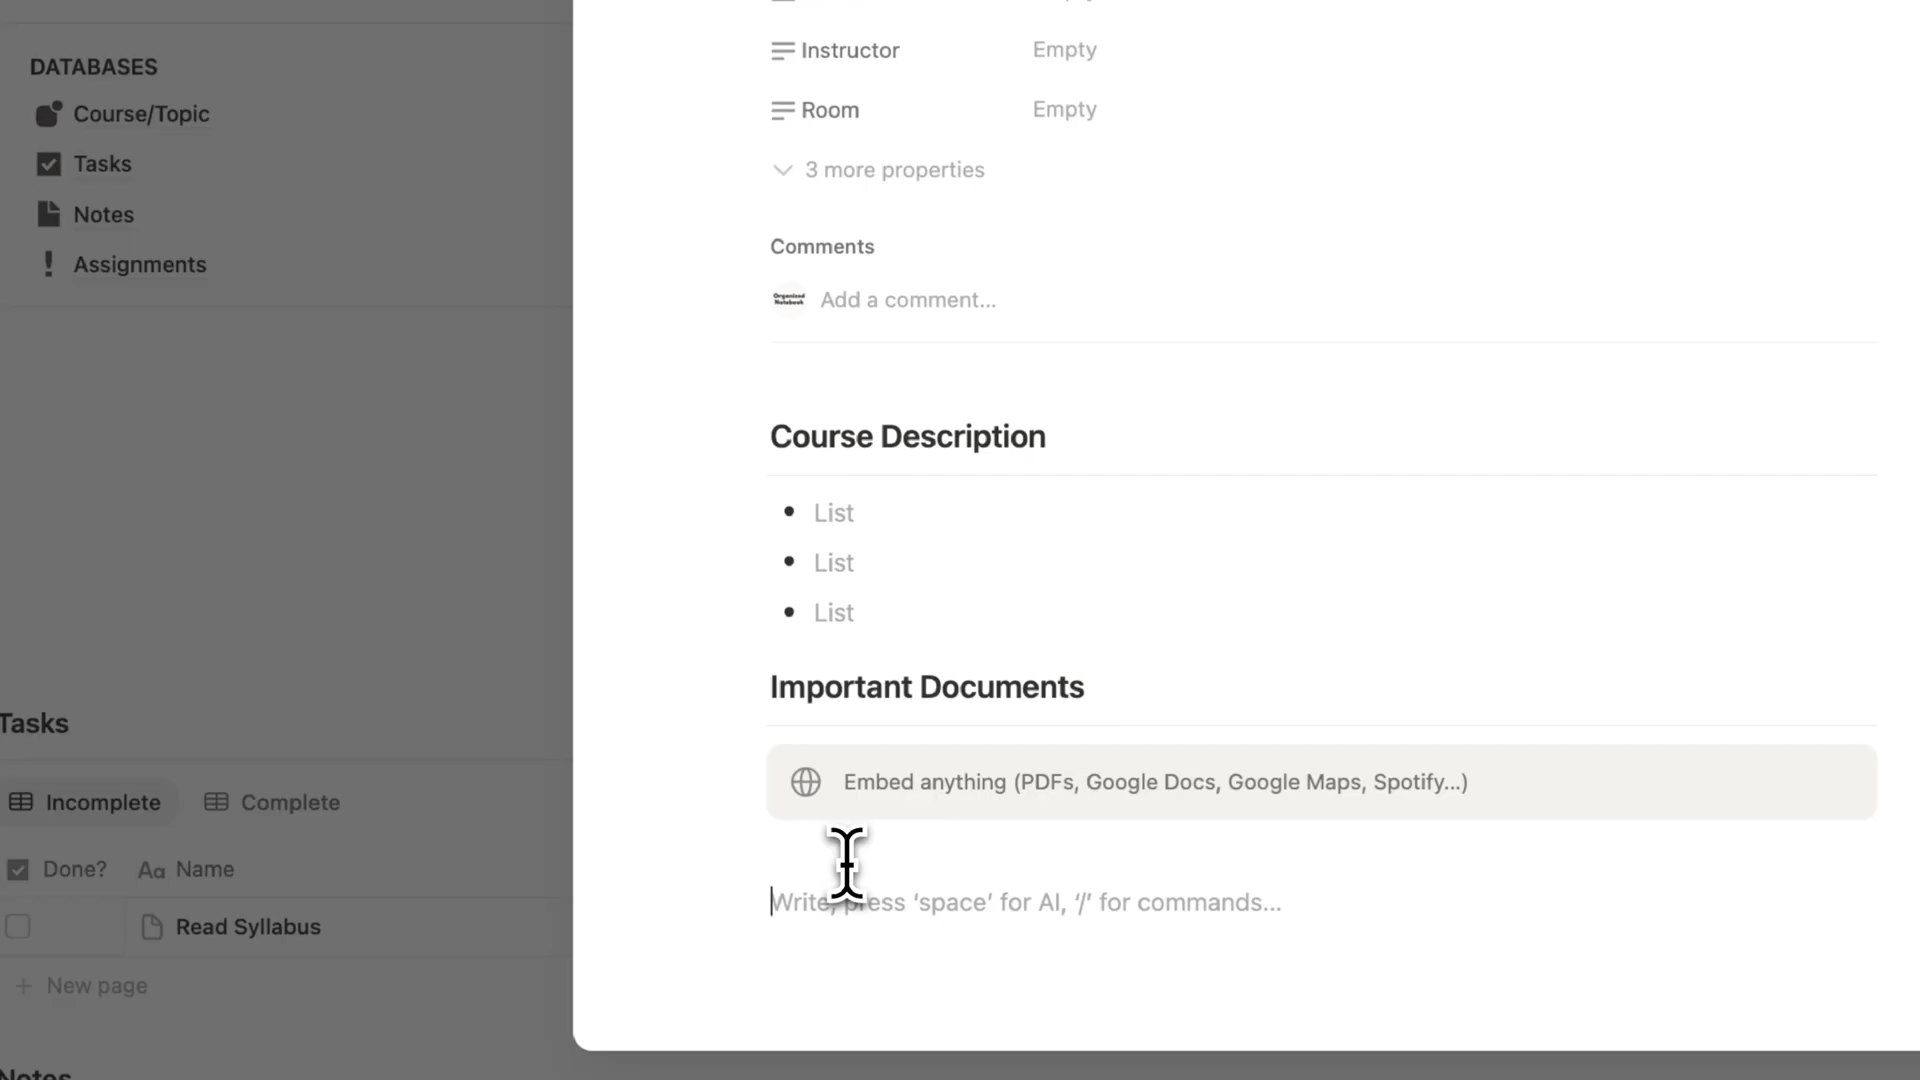 DATABASES
Course/Topic
Tasks
Notes
Assignments
Tasks
Incomplete
Complete
Done?
Aa Name
Read Syllabus
+ New page
Notes
Instructor
Empty
Room
Empty
3 more properties
Comments
Organized
Notebook
Add a comment...
Course Description
• List
• List
• List
Important Documents
Embed anything (PDFs, Google Docs, Google Maps, Spotify...)
Write, press ‘space’ for AI, ‘/’ for commands...